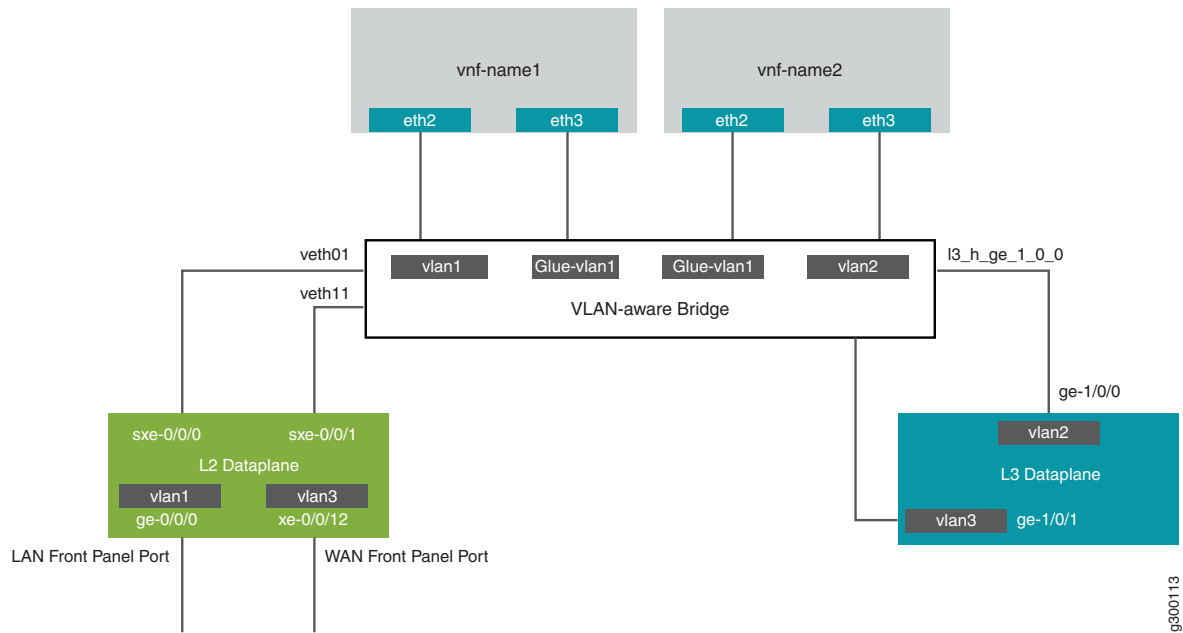 vnf-name1
vnf-name2
eth2
eth3
eth2
eth3
veth01
l3_h_ge_1_0_0
vlan1
Glue-vlan1
Glue-vlan1
vlan2
veth11
VLAN-aware Bridge
ge-1/0/0
sxe-0/0/0
sxe-0/0/1
vlan2
L2 Dataplane
L3 Dataplane
vlan1
vlan3
ge-0/0/0
xe-0/0/12
vlan3
ge-1/0/1
LAN Front Panel Port
WAN Front Panel Port
g300113